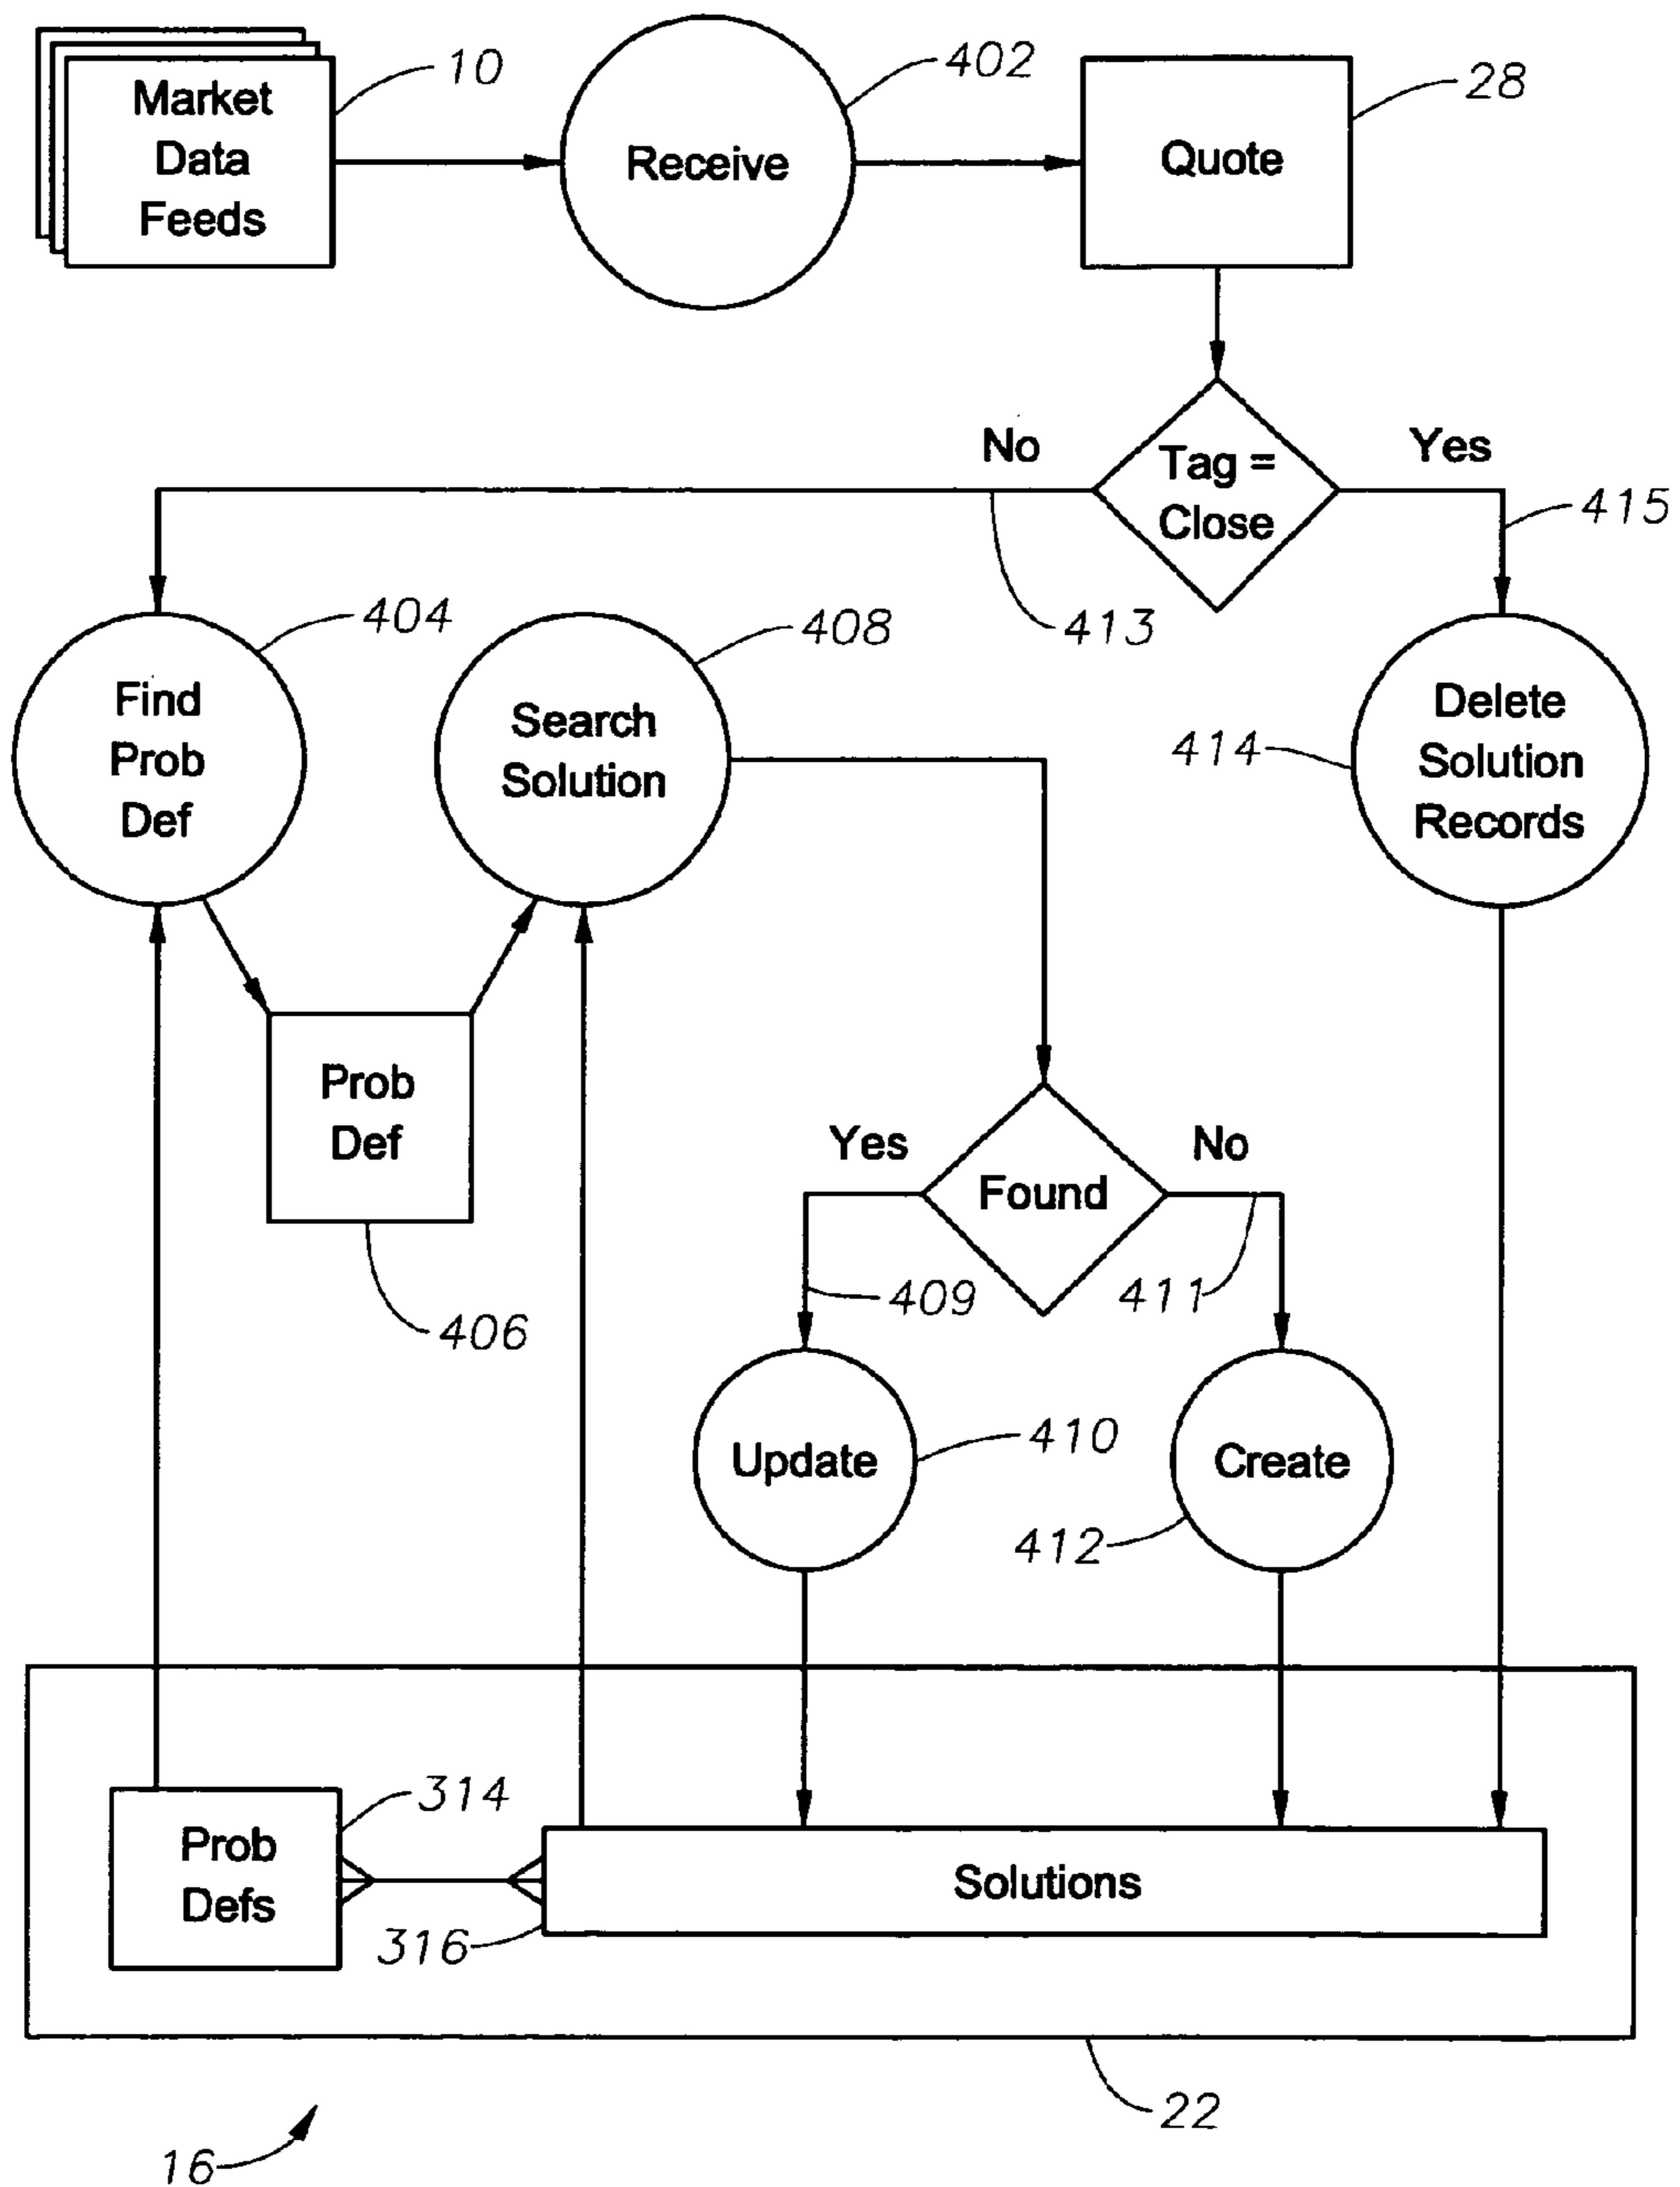 Market
Data
Feeds
10
Receive
402
Quote
28
No
Tag =
Close
Yes
413
415
Find
Prob
Def
404
Search
Solution
408
Delete
Solution
Records
414
Prob
Def
406
Yes
Found
No
409
411
Update
410
Create
412
Prob
Defs
314
Solutions
316
22
16